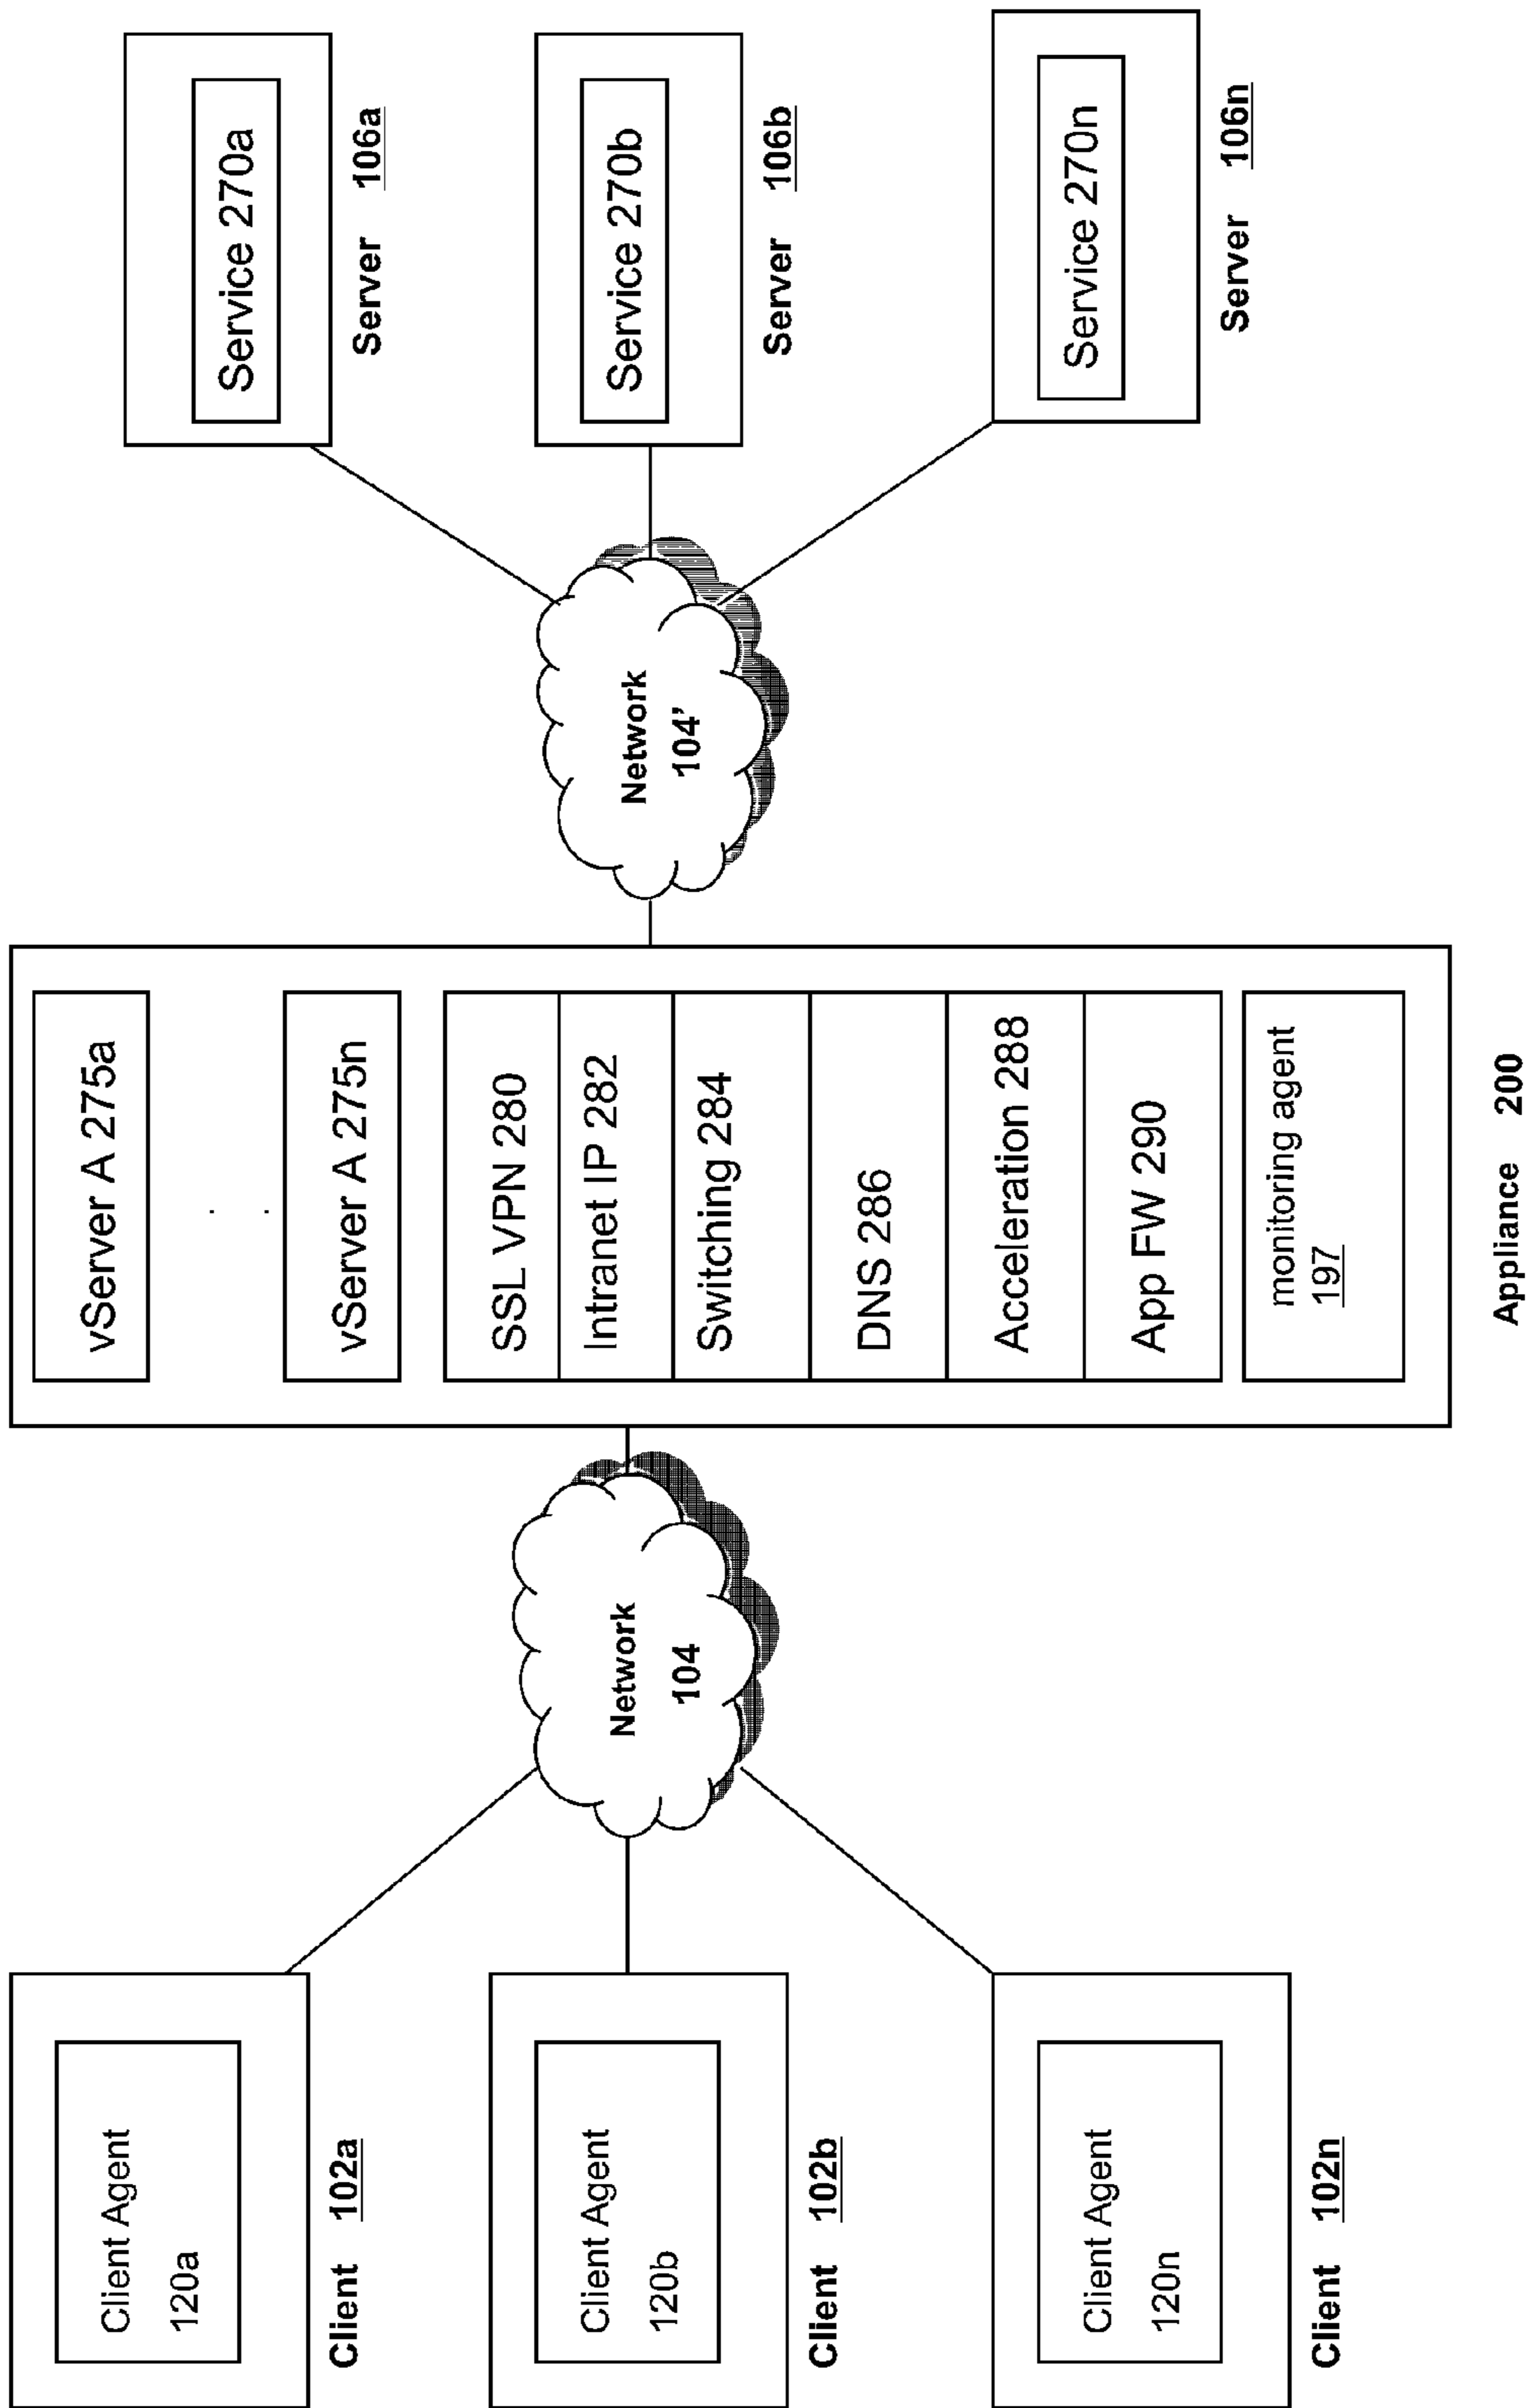 Client Agent
120a
Client 102a
Client Agent
120b
Client 102b
Client Agent
120n
Client 102n
Network
104
vServer A 275a
vServer A 275n
SSL VPN 280
Intranet IP 282
Switching 284
DNS 286
Acceleration 288
App FW 290
monitoring agent
197
Appliance 200
Network
104'
Service 270a
Server 106a
Service 270b
Server 106b
Service 270n
Server 106n